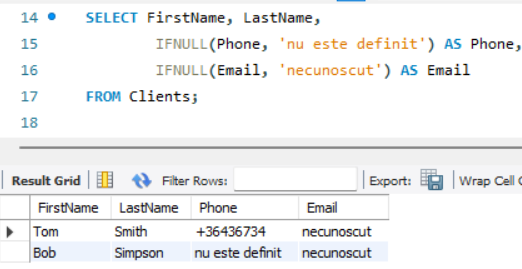 14 SELECT FirstName, LastName,
15 IFNULL(Phone, 'nu este definit') AS Phone,
16 IFNULL(Email, 'necunoscut') AS Email
17 FROM Clients;
18
Result Grid Filter Rows: Export: Wrap Cell
FirstName LastName Phone Email
Tom Smith +36436734 necunoscut
Bob Simpson nu este definit necunoscut